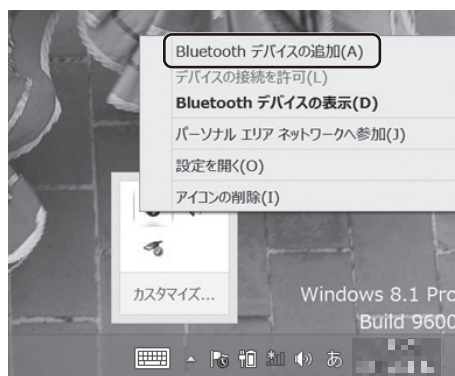 Bluetooth デバイスの追加(A)
デバイスの接続を許可(L)
Bluetooth デバイスの表示(D)
パーソナル エリア ネットワークへ参加(J)
設定を開く(O)
アイコンの削除(I)
カスタマイズ...
Windows 8.1 Pro
Build 9600
あ